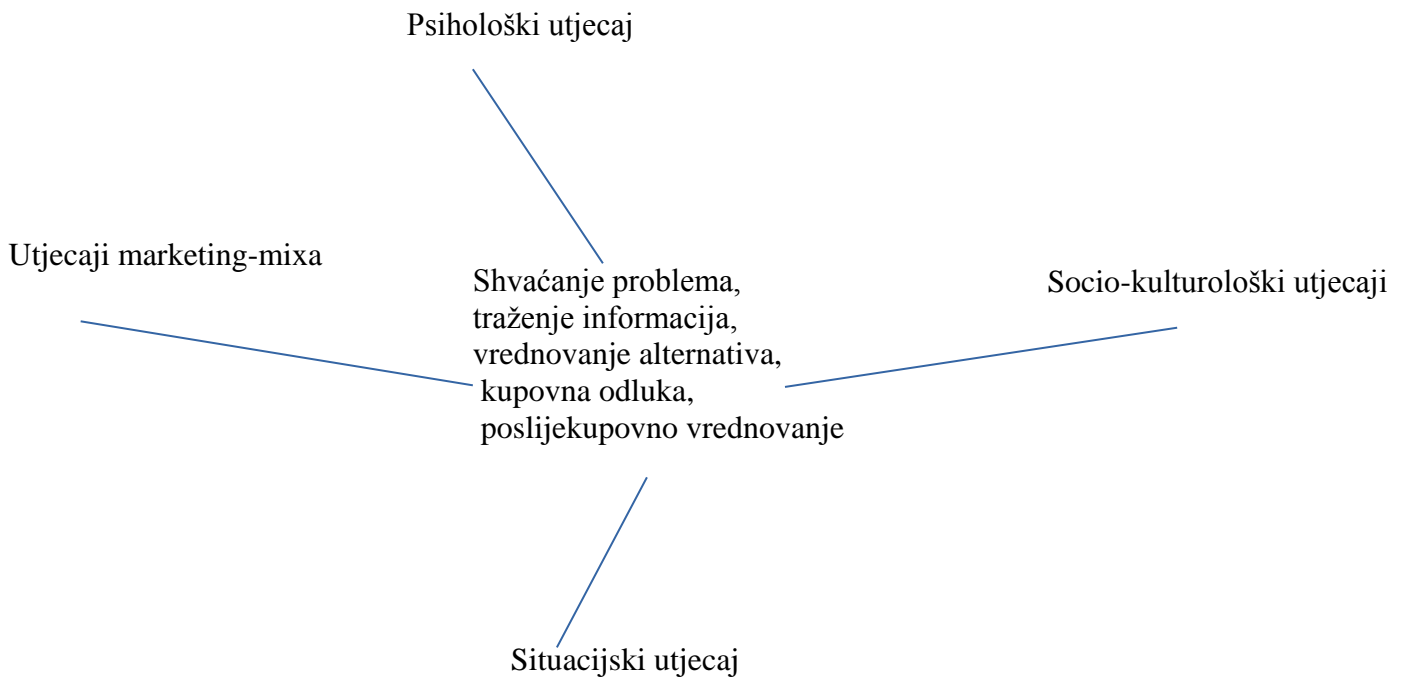 Psihološki utjecaj
Utjecaji marketing-mixa
Shvaćanje problema,
traženje informacija,
vrednovanje alternativa,
kupovna odluka,
poslijekupovno vrednovanje
Socio-kulturološki utjecaji
Situacijski utjecaj